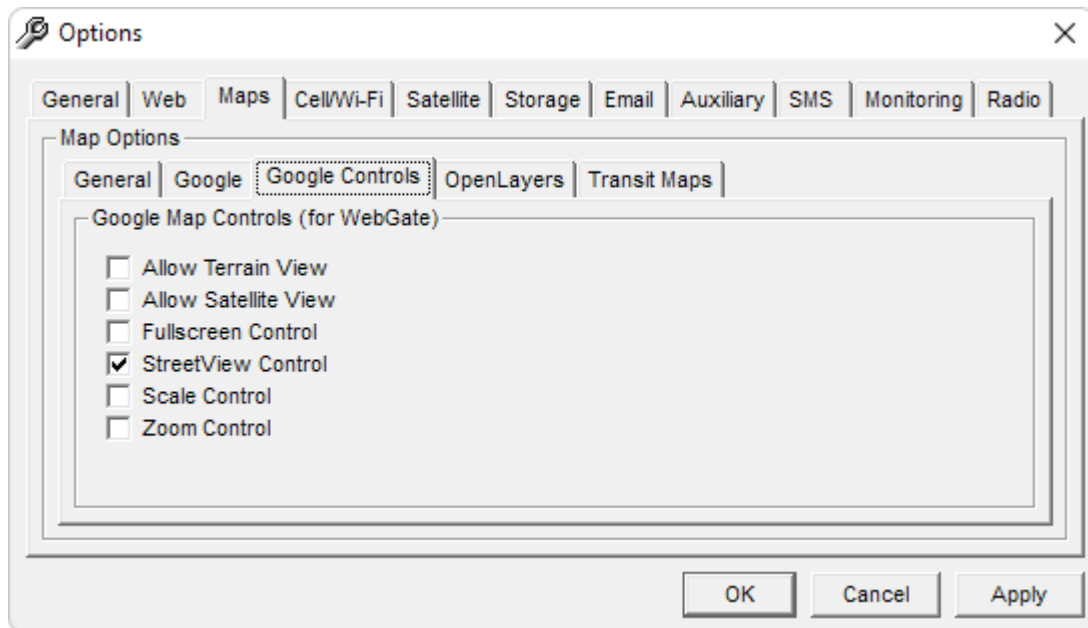 Options
General Web Maps Cell/Wi-Fi Satellite Storage Email Auxiliary SMS Monitoring Radio
Map Options
General Google Google Controls OpenLayers Transit Maps
Google Map Controls (for WebGate)
Allow Terrain View
Allow Satellite View
Fullscreen Control
StreetView Control
Scale Control
Zoom Control
OK Cancel Apply